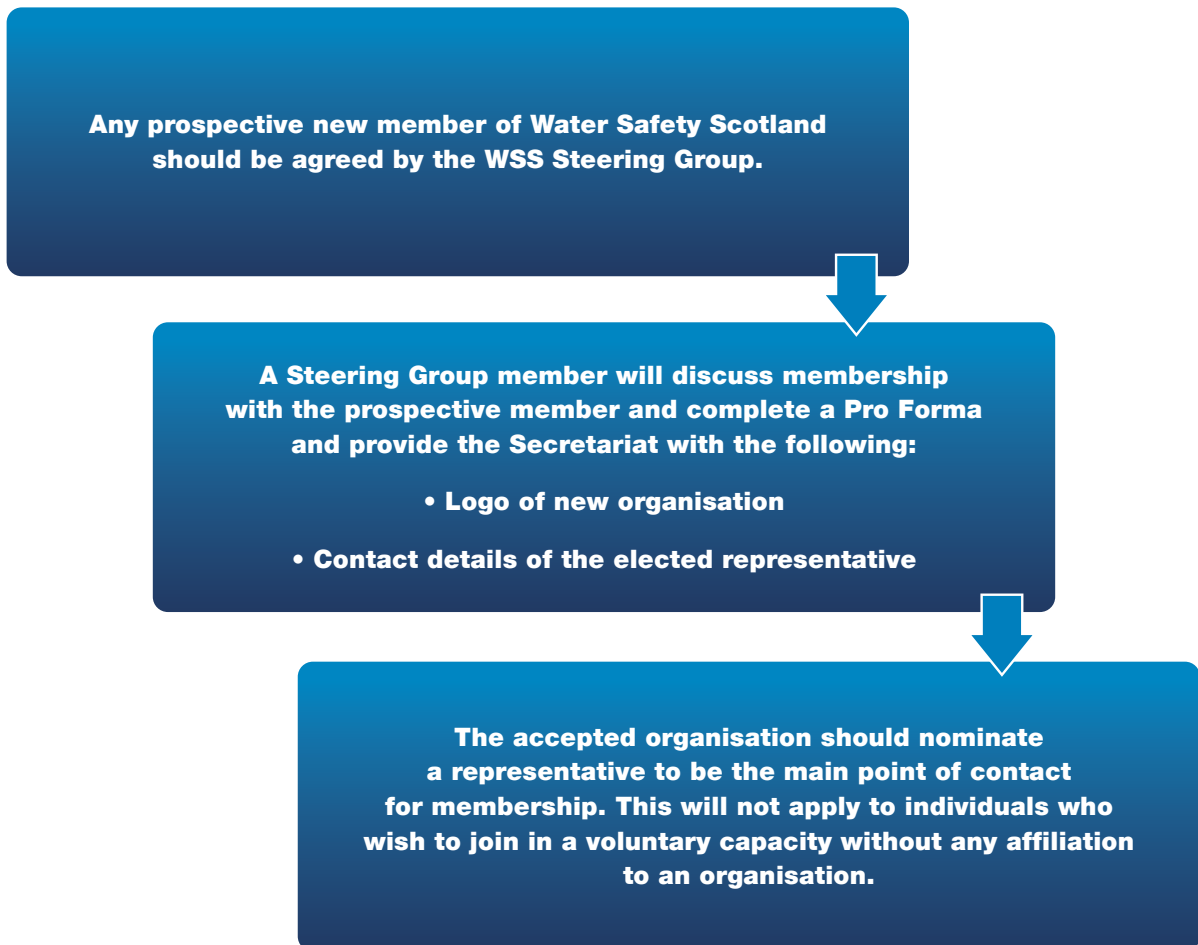 Any prospective new member of Water Safety Scotland
should be agreed by the WSS Steering Group.
A Steering Group member will discuss membership
with the prospective member and complete a Pro Forma
and provide the Secretariat with the following:
• Logo of new organisation
• Contact details of the elected representative
The accepted organisation should nominate
a representative to be the main point of contact
for membership. This will not apply to individuals who
wish to join in a voluntary capacity without any affiliation
to an organisation.